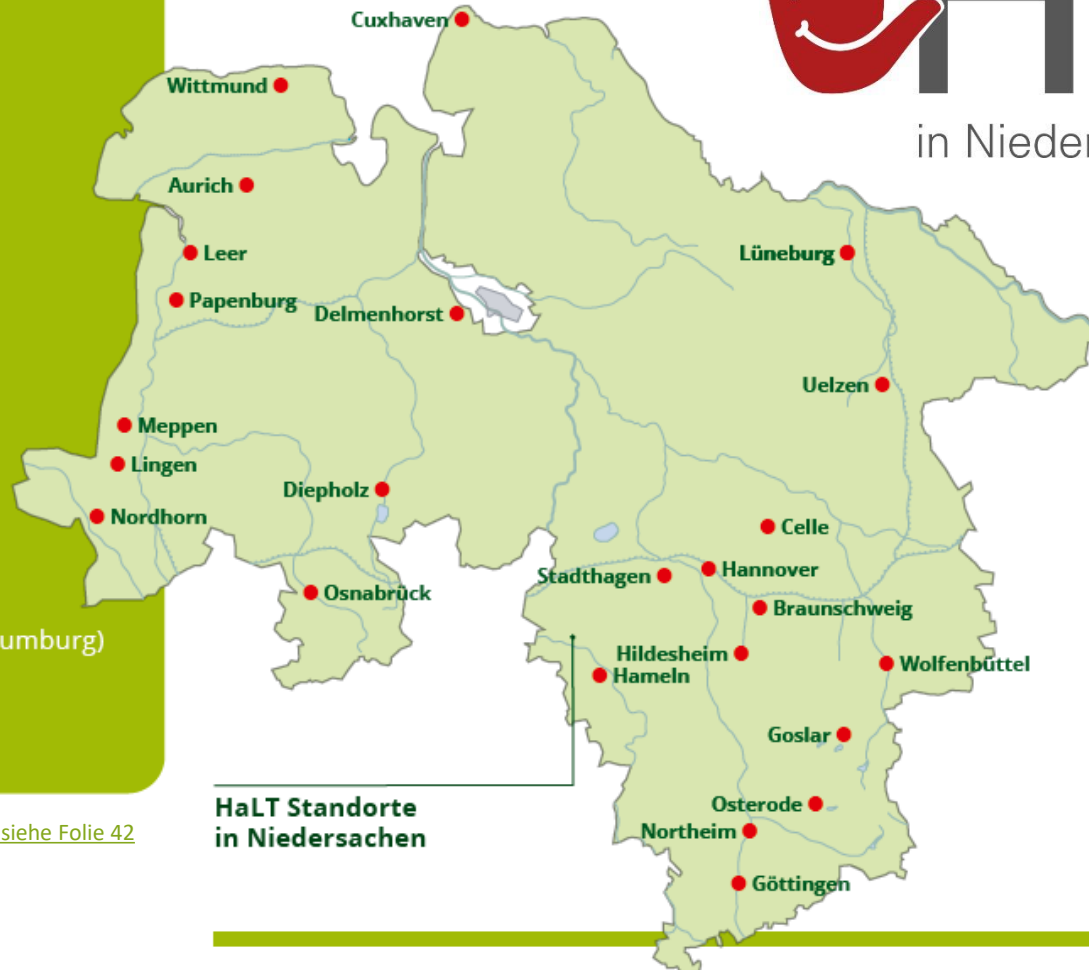 Cuxhaven
Wittmund
in Nieder
Aurich
Leer
Lüneburg
Papenburg
Delmenhorst
Uelzen
Meppen
Lingen
Diepholz
Nordhorn
Celle
Hannover
Stadthagen
Osnabrück
Braunschweig
umburg)
Hildesheim
Wolfenbüttel
Hameln
Goslar
HaLT Standorte
in Niedersachen
Osterode
siehe Folie 42
Northeim
Göttingen